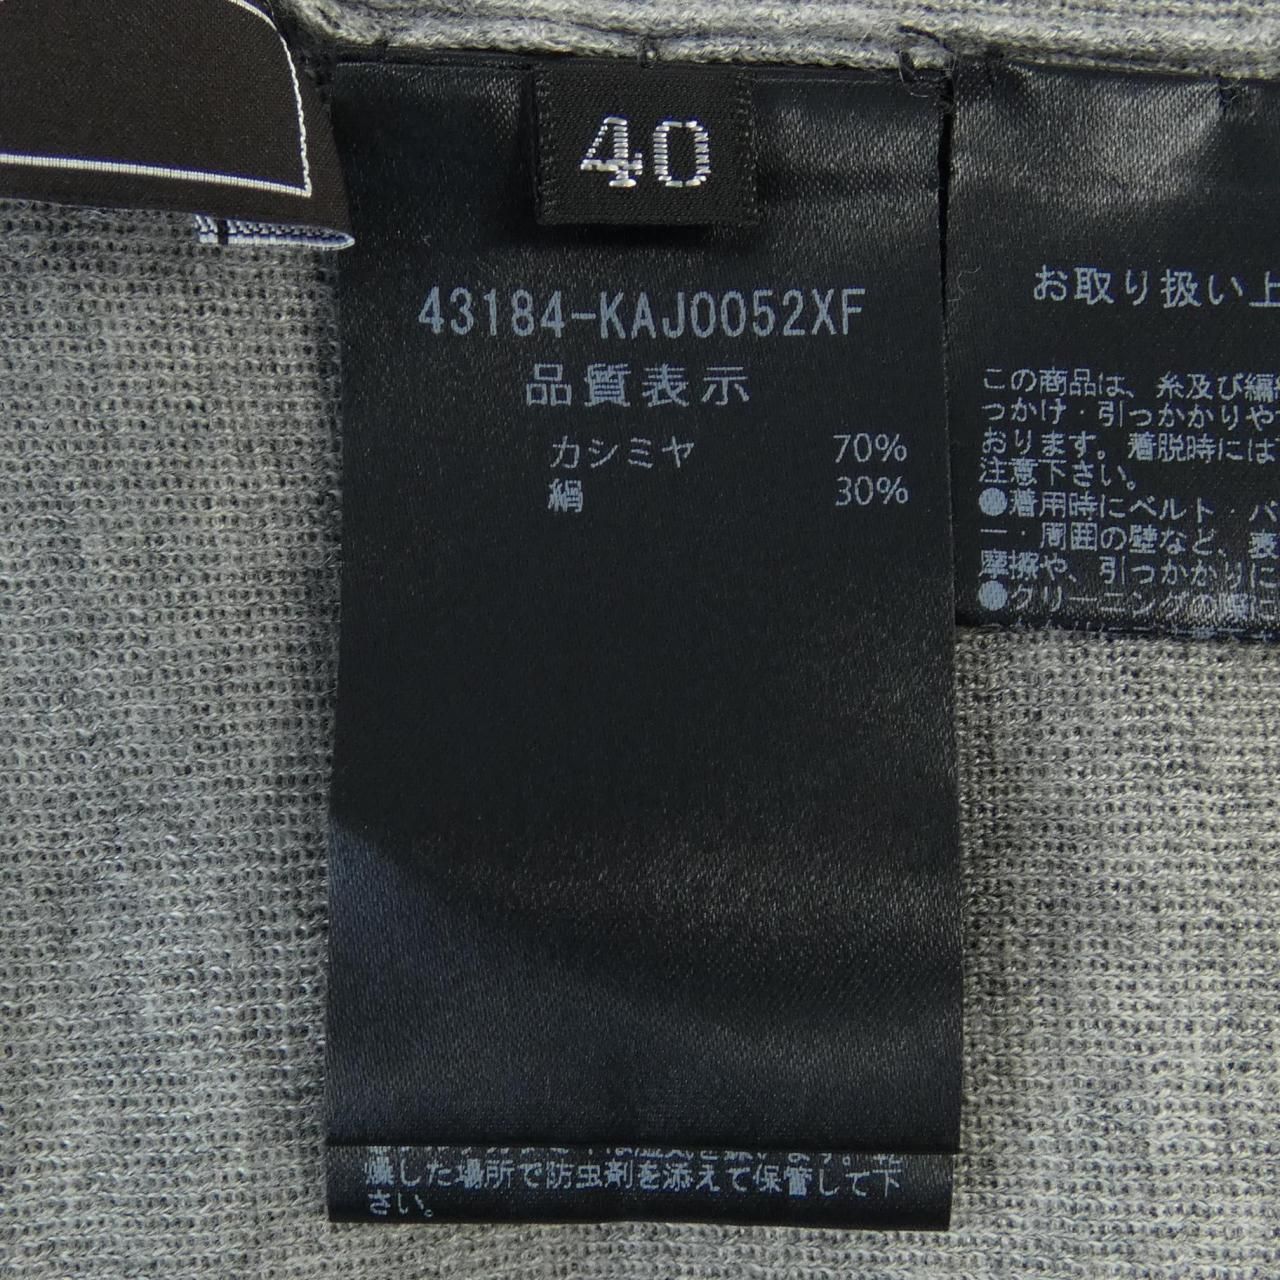 40
43184-KAJ0052XF
品質表示
カシミヤ 70%
絹 30%
燥した場所で防虫剤を添えて保管して下
さい。
お取り扱い上
この商品は、糸及び編
っかけ・引っかかりや
おります。着脱時には
注意下さい。
●着用時にベルト・バ
ー・周囲の壁など、表
摩擦や、引っかかりに
●クリーニングの際に